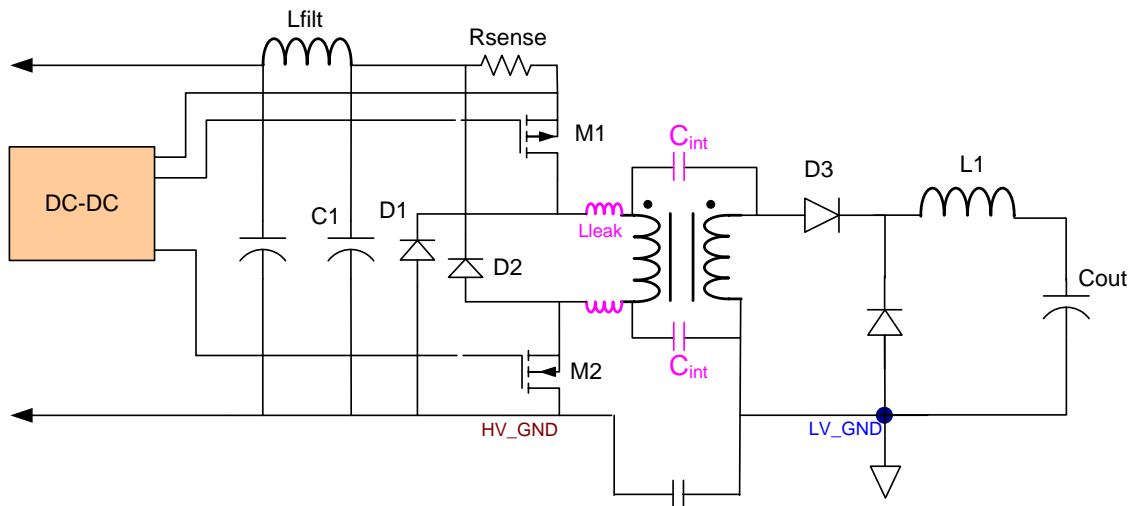 Lfilt
Rsense
M1
Cint
D3
L1
DC-DC
C1
D1
Lleak
D2
Cout
M2
Cint
HV_GND
LV_GND